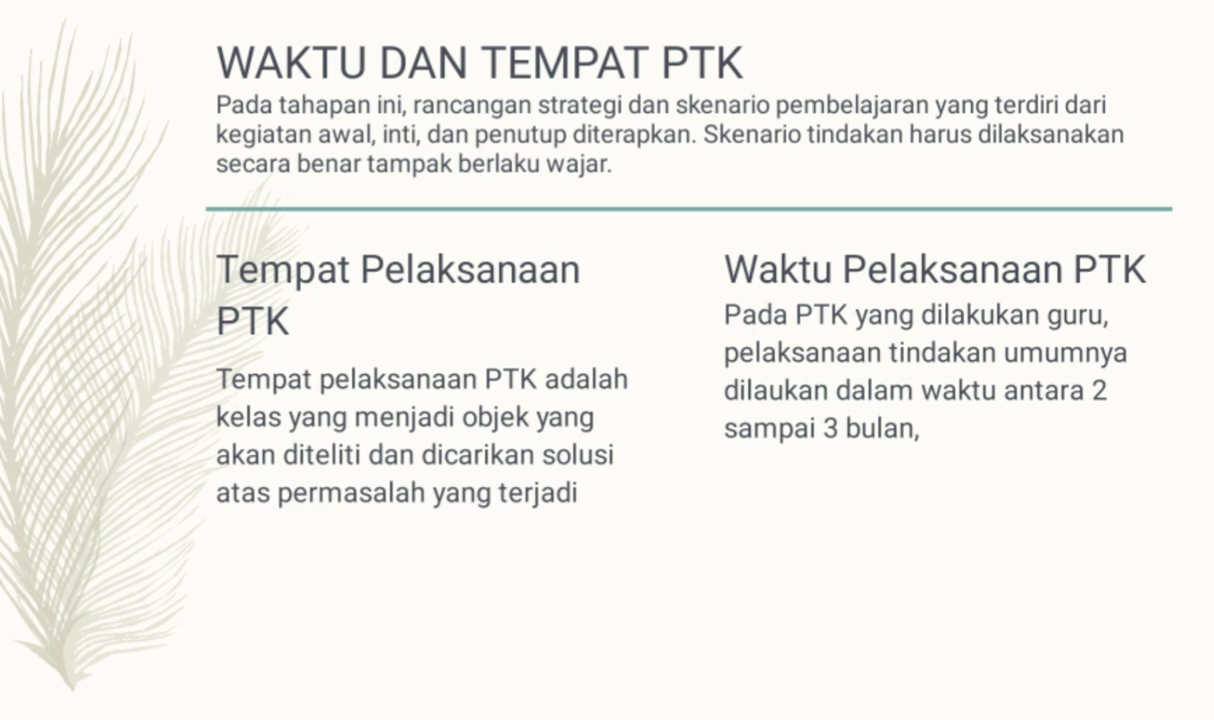 WAKTU DAN TEMPAT PTK
Pada tahapan ini, rancangan strategi dan skenario pembelajaran yang terdiri dari
kegiatan awal, inti, dan penutup diterapkan. Skenario tindakan harus dilaksanakan
secara benar tampak berlaku wajar.
Tempat Pelaksanaan
PTK
Tempat pelaksanaan PTK adalah
kelas yang menjadi objek yang
akan diteliti dan dicarikan solusi
atas permasalah yang terjadi
Waktu Pelaksanaan PTK
Pada PTK yang dilakukan guru,
pelaksanaan tindakan umumnya
dilaukan dalam waktu antara 2
sampai 3 bulan,